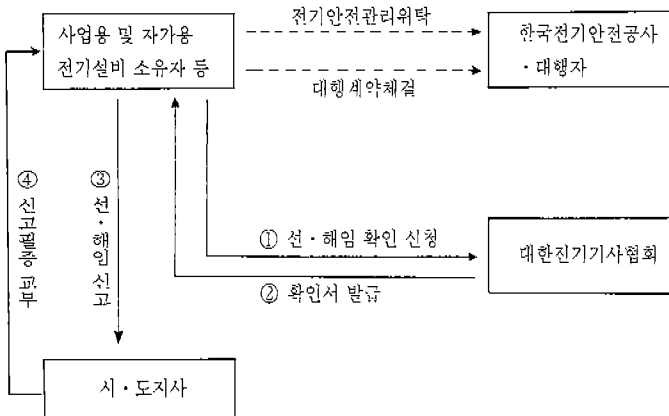 사업용 및 자가용
전기설비 소유자 등
전기안전관리위탁
대행계약체결
한국전기안전공사
· 대행자
④ 신고필증 교부
③ 선 · 해임 신고
① 선 · 해임 확인 신청
② 확인서 발급
대한전기기사협회
시 · 도지사